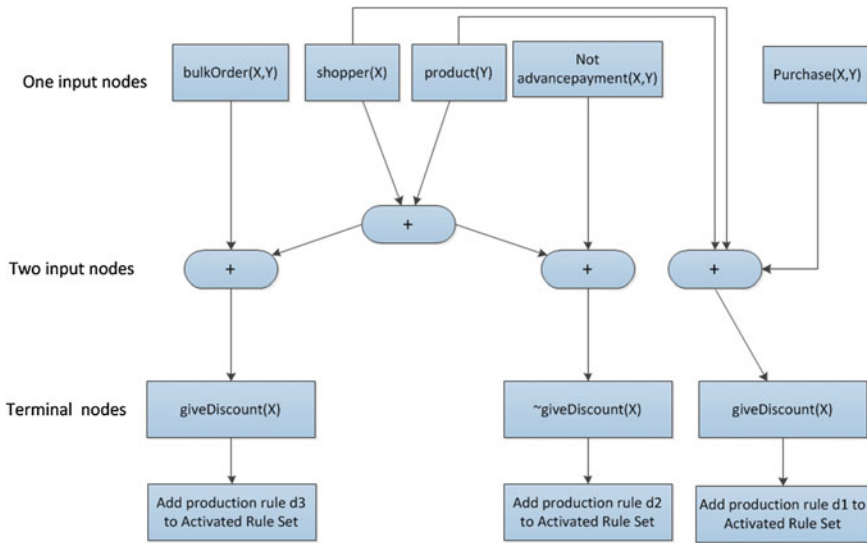 One input nodes
bulkOrder(X,Y)
shopper(X)
product(Y)
Not
advancepayment(X,Y)
Purchase(X,Y)
+
Two input nodes
+
+
+
Terminal nodes
giveDiscount(X)
~giveDiscount(X)
giveDiscount(X)
Add production rule d3
to Activated Rule Set
Add production rule d2
to Activated Rule Set
Add production rule d1 to
Activated Rule Set